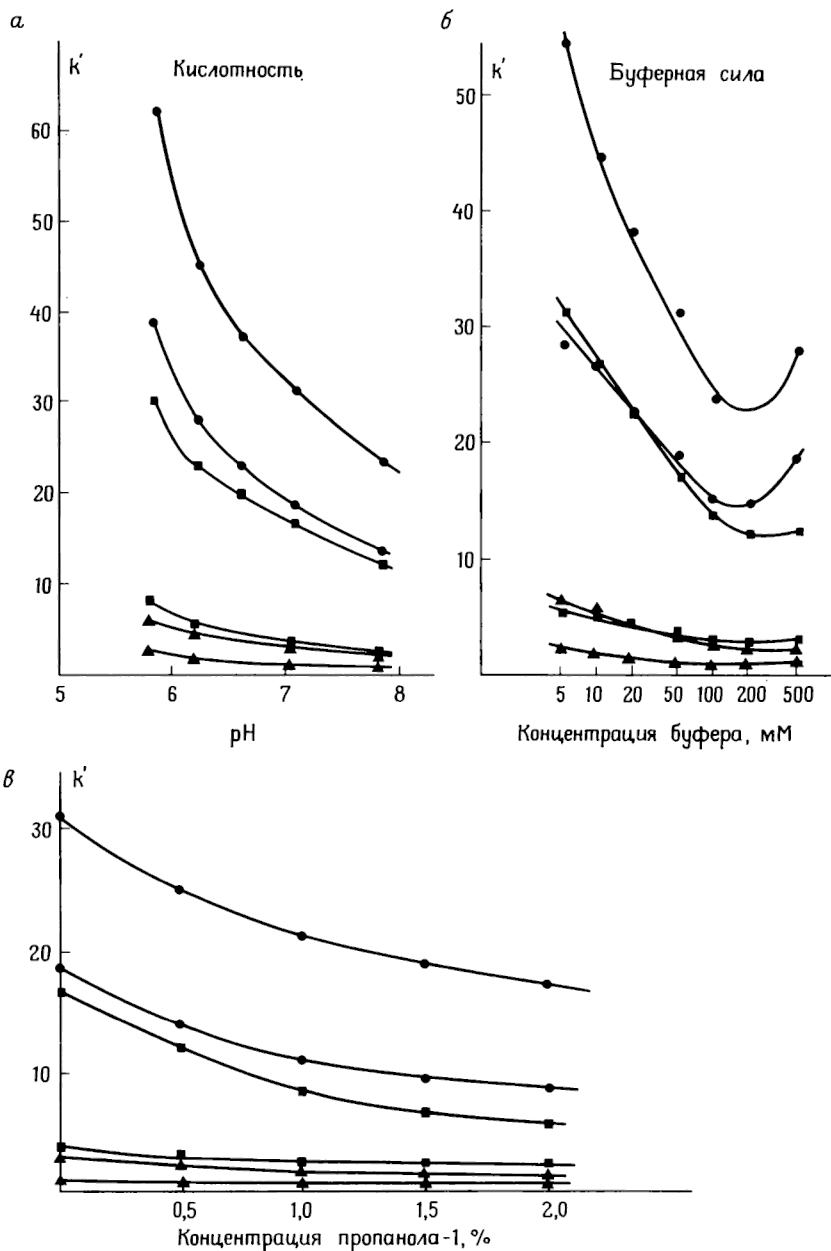 а
k'
Кислотность
60
50
40
30
20
10
5
6
7
8
pH
б
k'
Буферная сила
50
40
30
20
10
5
10
20
50
100
200
500
Концентрация буфера, мМ
в
k'
30
20
10
0,5
1,0
1,5
2,0
Концентрация пропанола-1, %